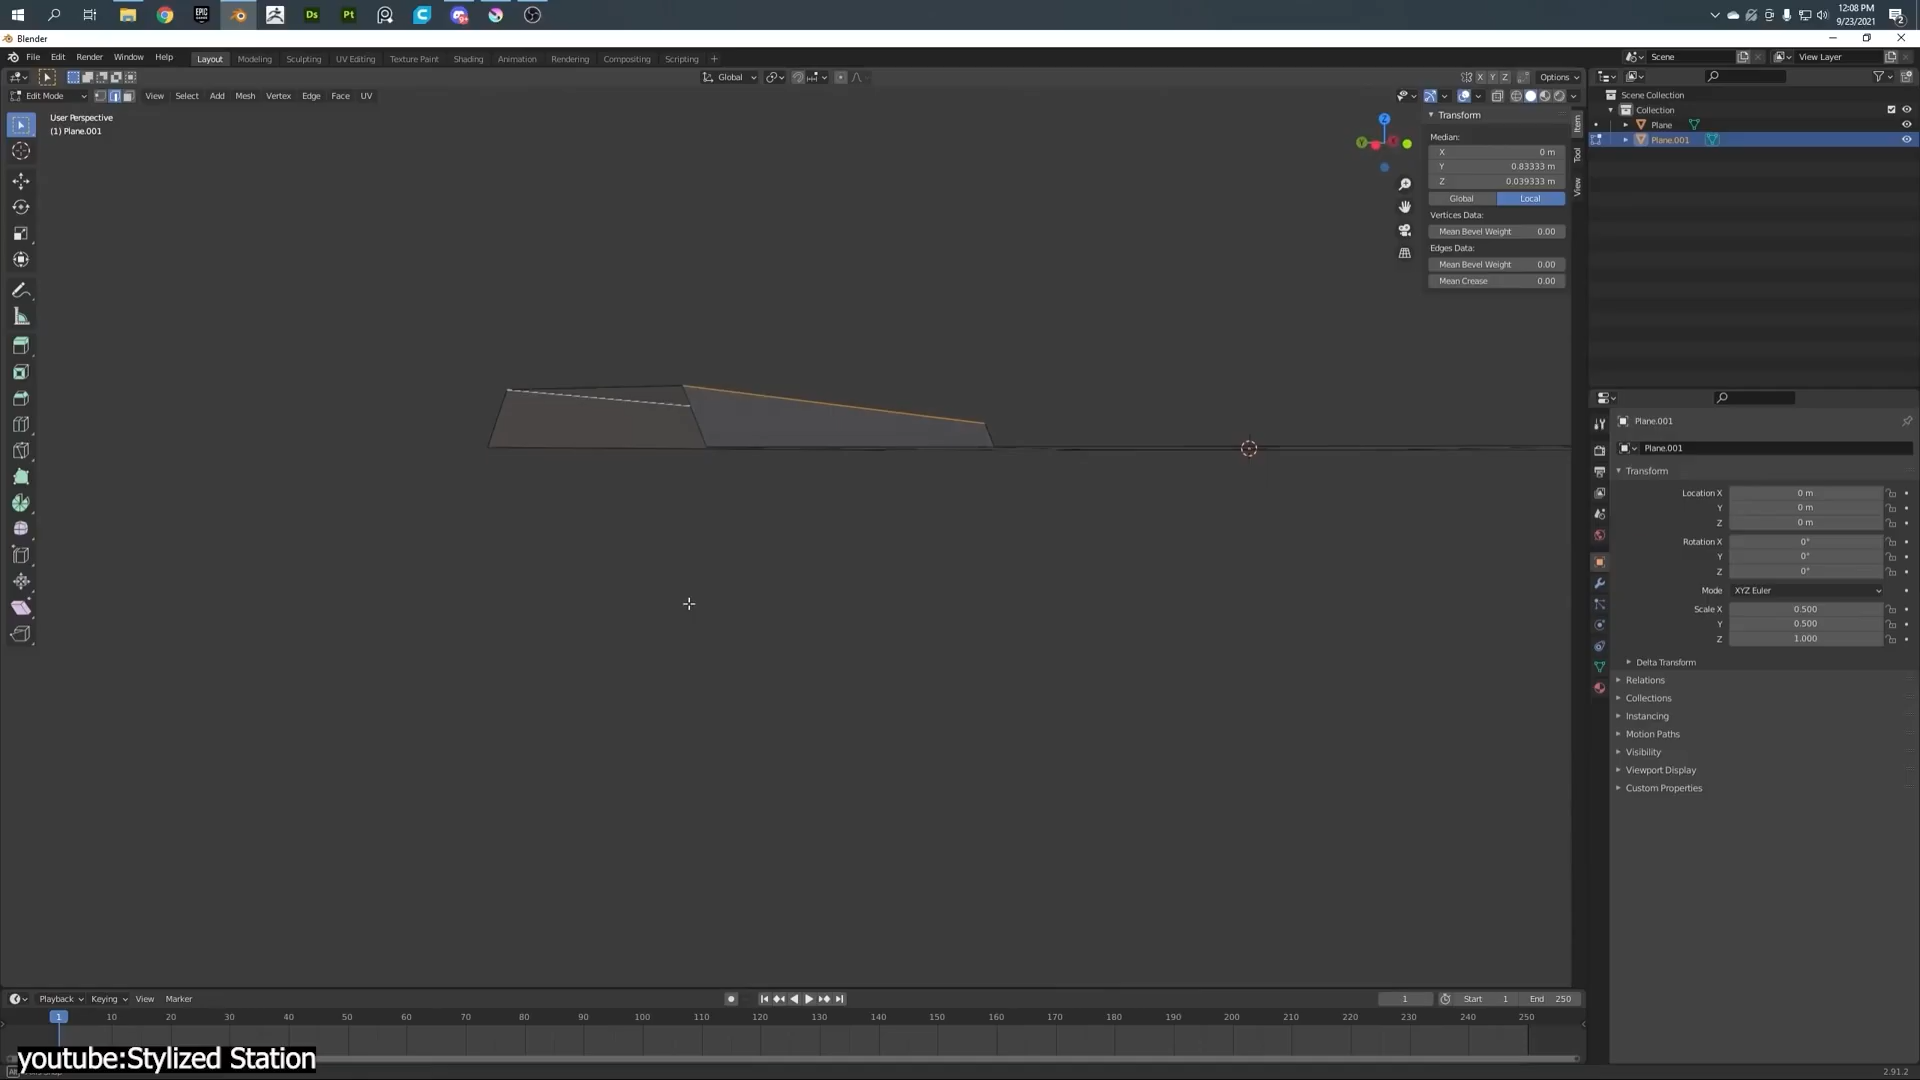 12:08 PM
9/23/2021
Blender
File Edit Render Window Help
Layout Modeling Sculpting UV Editing Texture Paint Shading Animation Rendering Compositing Scripting +
Scene
View Layer
Global
X Y Z
Options
Edit Mode
View Select Add Mesh Vertex Edge Face UV
User Perspective
(1) Plane.001
Z
Y
Transform
Median:
X 0 m
Y 0.83333 m
Z 0.039333 m
Global Local
Vertices Data:
Mean Bevel Weight 0.00
Edges Data:
Mean Bevel Weight 0.00
Mean Crease 0.00
Item
Tool
View
Scene Collection
Collection
Plane
Plane.001
Plane.001
Plane.001
Transform
Location X 0 m
Y 0 m
Z 0 m
Rotation X 0°
Y 0°
Z 0°
Mode XYZ Euler
Scale X 0.500
Y 0.500
Z 1.000
Delta Transform
Relations
Collections
Instancing
Motion Paths
Visibility
Viewport Display
Custom Properties
Playback Keying View Marker
1 Start 1 End 250
1 10 20 30 40 50 60 70 80 90 100 110 120 130 140 150 160 170 180 190 200 210 220 230 240 250
youtube:Stylized Station
2.91.2